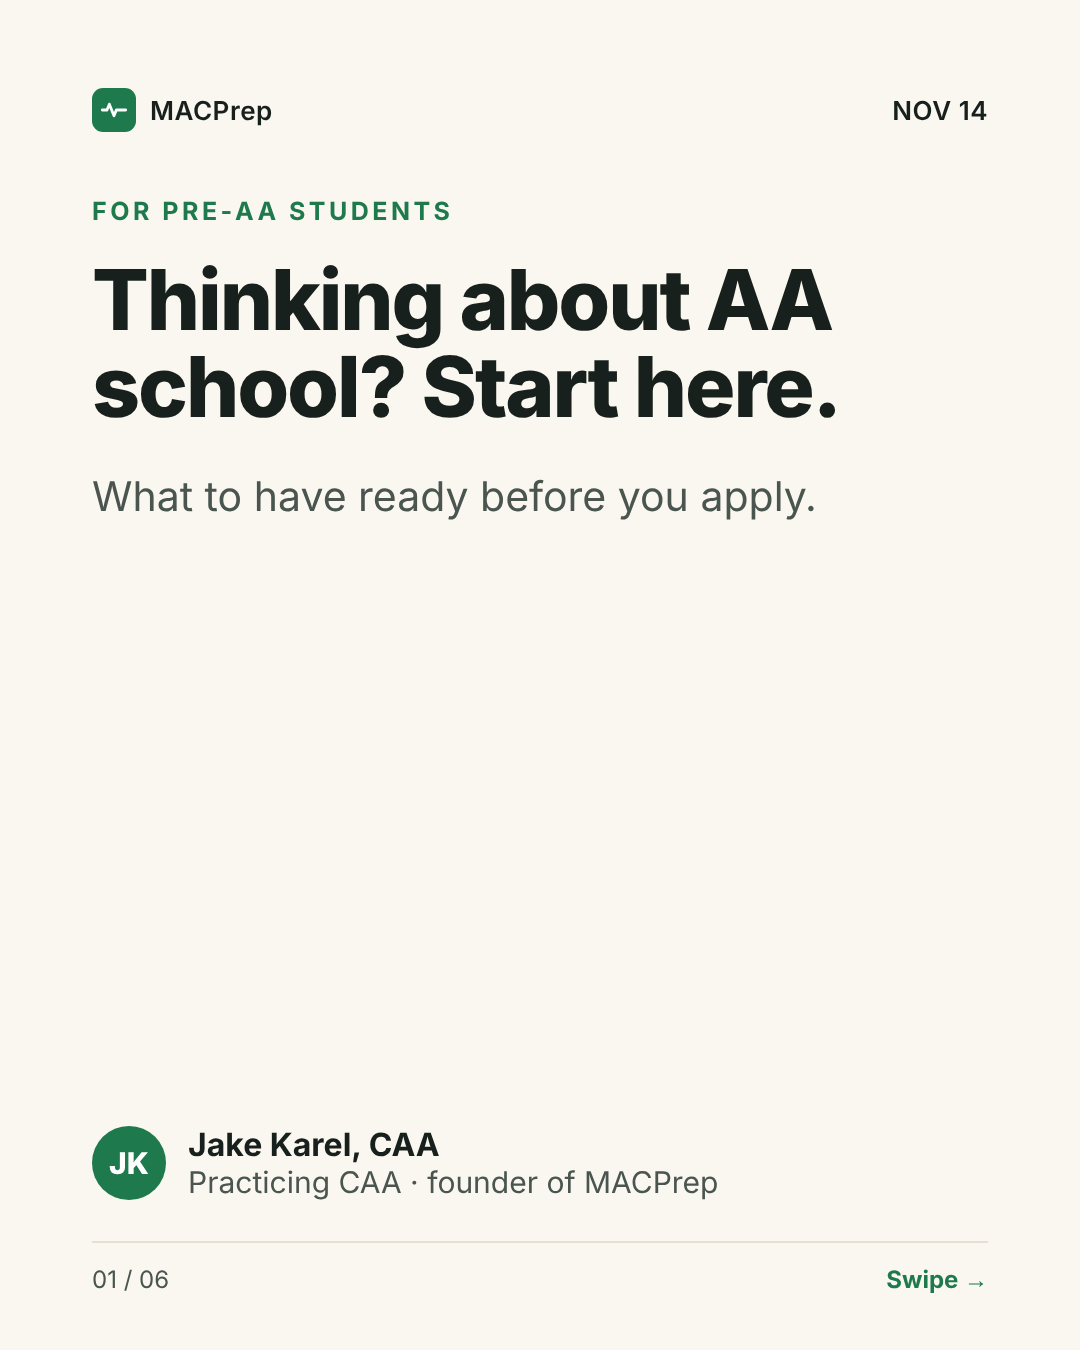 MACPrep
NOV 14
FOR PRE-AA STUDENTS
Thinking about AA
school? Start here.
What to have ready before you apply.
JK
Jake Karel, CAA
Practicing CAA · founder of MACPrep
01 / 06
Swipe →